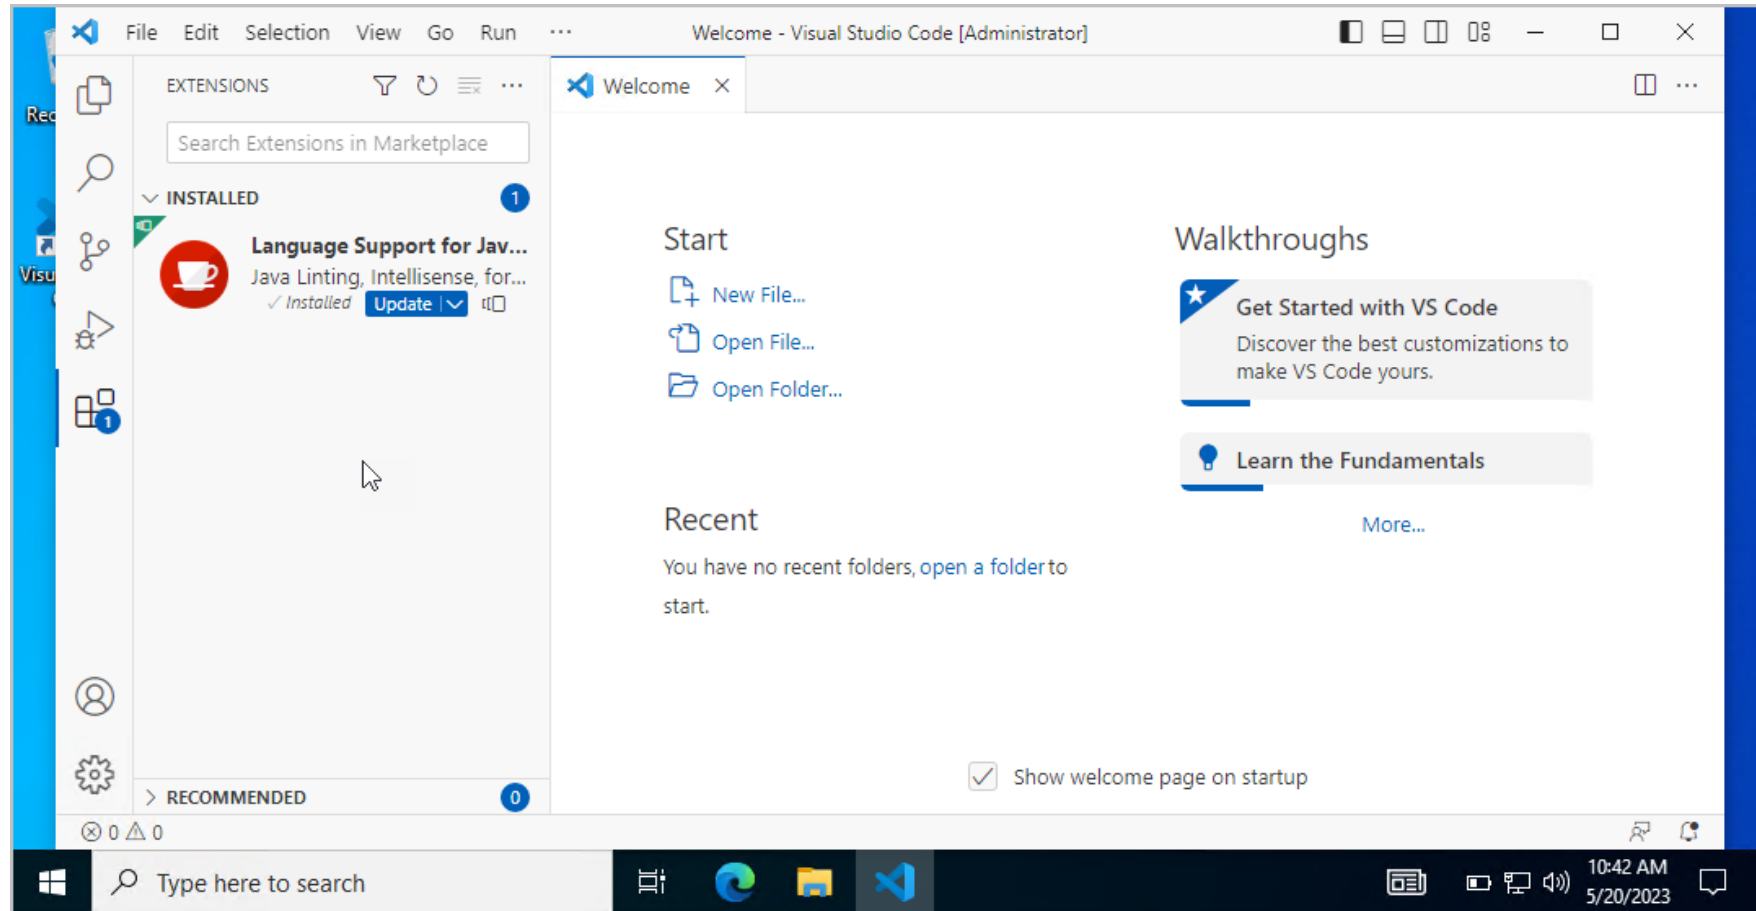 File Edit Selection View Go Run ···
Welcome - Visual Studio Code [Administrator]
Rec
Visu
EXTENSIONS
Search Extensions in Marketplace
INSTALLED 1
Language Support for Jav...
Java Linting, Intellisense, for...
✓ Installed Update
1
RECOMMENDED 0
Welcome
Start
New File...
Open File...
Open Folder...
Recent
You have no recent folders, open a folder to
start.
Walkthroughs
Get Started with VS Code
Discover the best customizations to
make VS Code yours.
Learn the Fundamentals
More...
Show welcome page on startup
0 0
Type here to search
10:42 AM
5/20/2023